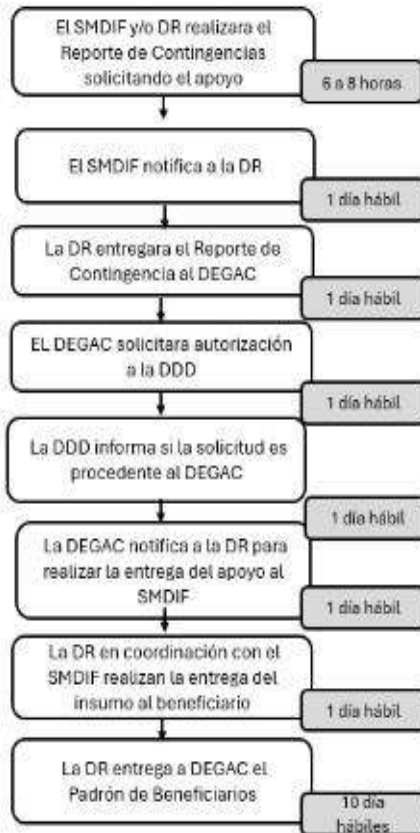 El SMDIF y/o DR realizara el
Reporte de Contingencias
solicitando el apoyo
6 a 8 horas
El SMDIF notifica a la DR
1 día hábil
La DR entregara el Reporte de
Contingencia al DEGAC
1 día hábil
EL DEGAC solicitara autorización
a la DDD
1 día hábil
La DDD informa si la solicitud es
procedente al DEGAC
1 día hábil
La DEGAC notifica a la DR para
realizar la entrega del apoyo al
SMDIF
1 día hábil
La DR en coordinación con el
SMDIF realizan la entrega del
insumo al beneficiario
1 día hábil
La DR entrega a DEGAC el
Padrón de Beneficiarios
10 día
hábiles